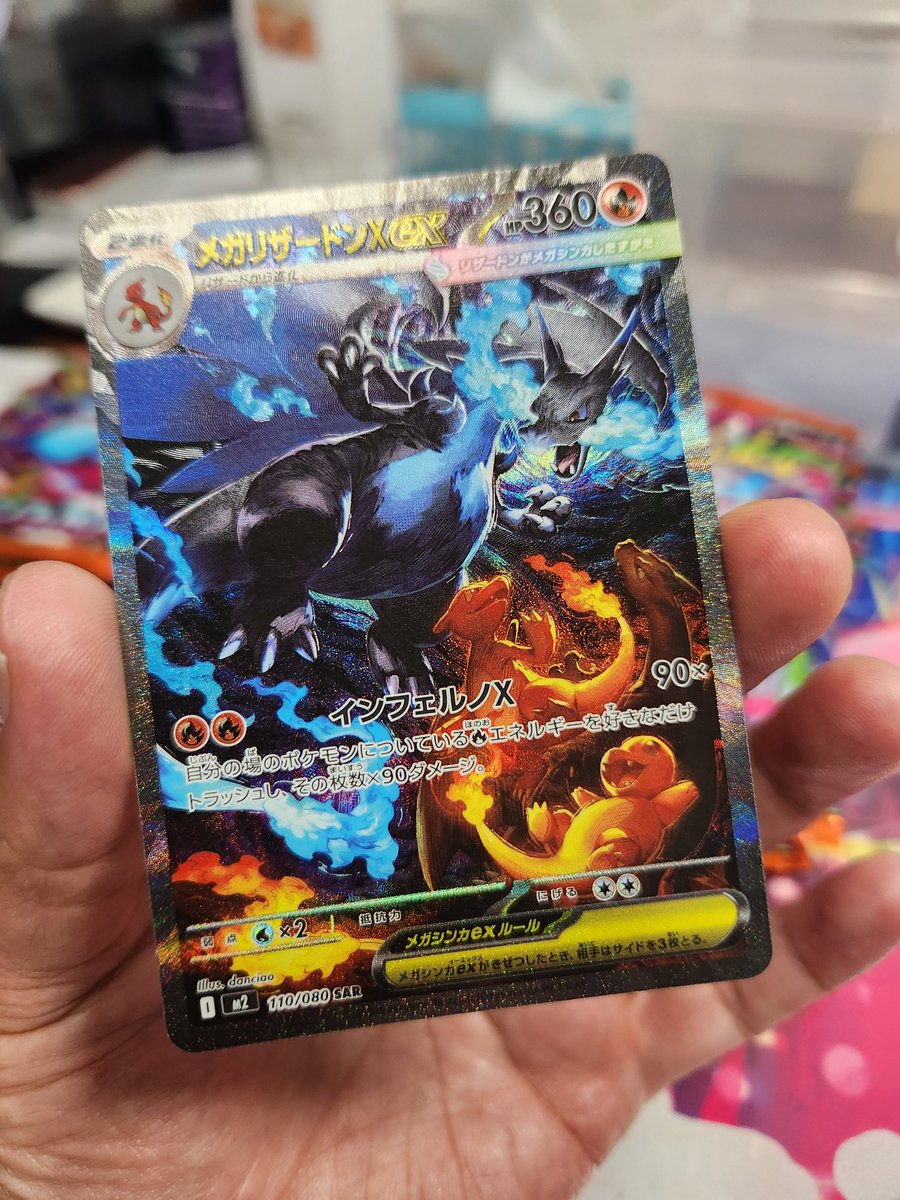 2進化 メガリザードンXex HP360
リザードから進化 リザードンがメガシンカしたすがた
インフェルノX 90×
自分の場のポケモンについている エネルギーを好きなだけ
トラッシュし、その枚数×90ダメージ。
弱点 ×2 抵抗力 にげる
メガシンカexルール
メガシンカexがきぜつしたとき、相手はサイドを3枚とる。
Illus. danciao
I M2 110/080 SAR